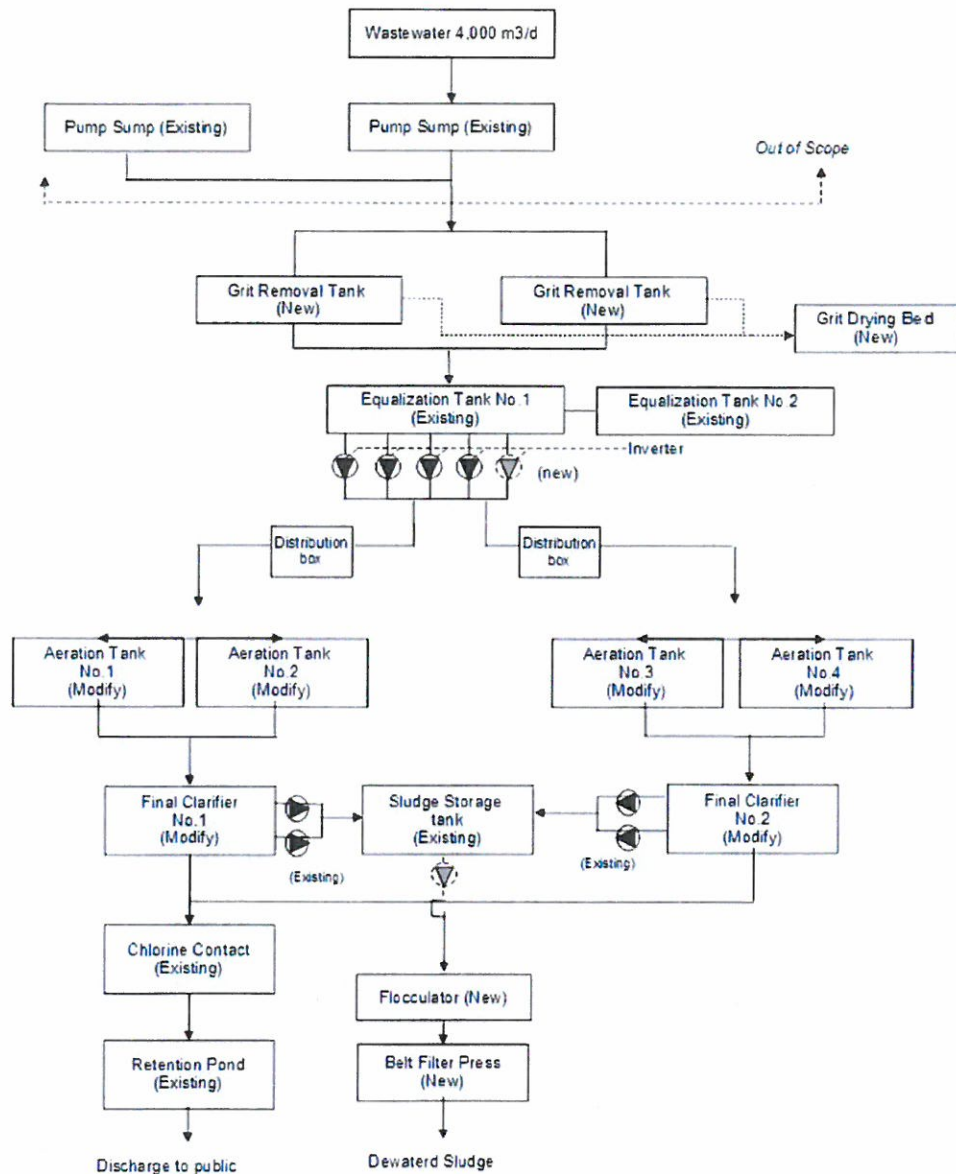 Wastewater 4,000 m3/d
Pump Sump (Existing)
Pump Sump (Existing)
Out of Scope
Grit Removal Tank
(New)
Grit Removal Tank
(New)
Grit Drying Bed
(New)
Equalization Tank No.1
(Existing)
Equalization Tank No.2
(Existing)
Inverter
(new)
Distribution
box
Distribution
box
Aeration Tank
No.1
(Modify)
Aeration Tank
No.2
(Modify)
Aeration Tank
No.3
(Modify)
Aeration Tank
No.4
(Modify)
Final Clarifier
No.1
(Modify)
Sludge Storage
tank
(Existing)
Final Clarifier
No.2
(Modify)
(Existing)
(Existing)
Chlorine Contact
(Existing)
Flocculator (New)
Retention Pond
(Existing)
Belt Filter Press
(New)
Discharge to public
Dewaterd Sludge